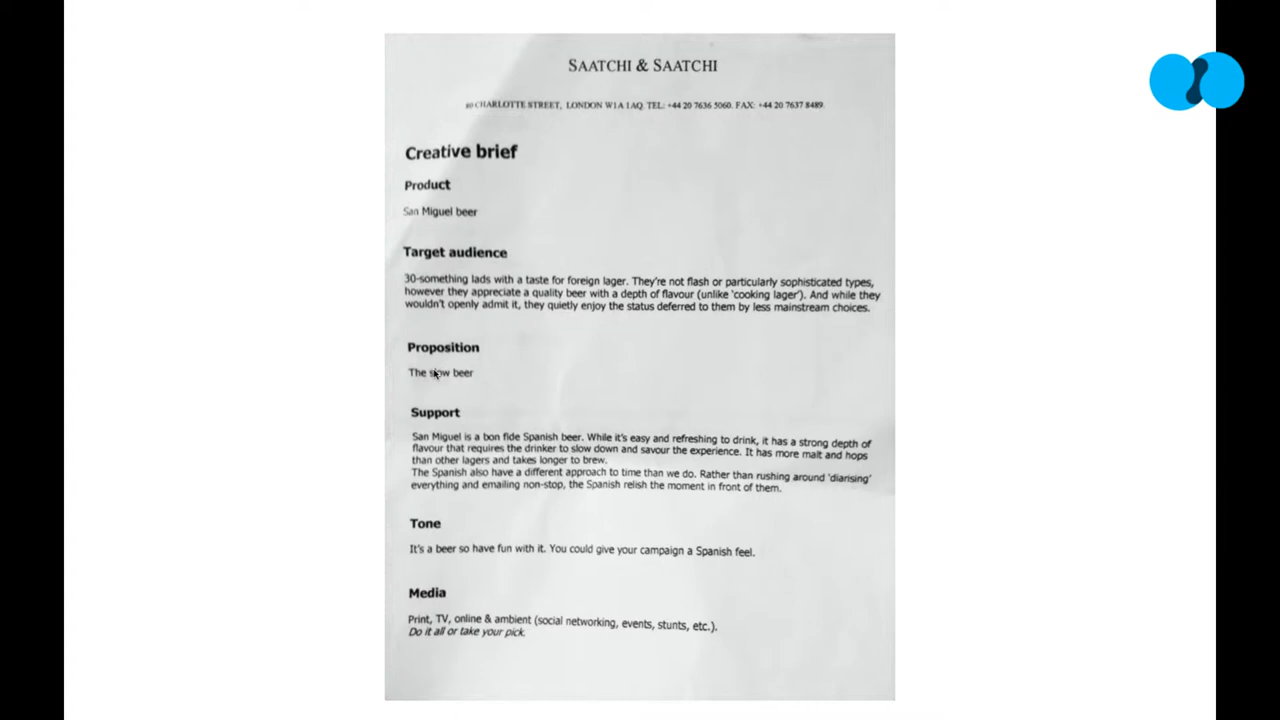 SAATCHI & SAATCHI
80 CHARLOTTE STREET, LONDON W1A 1AQ. TEL: +44 20 7636 5060. FAX: +44 20 7637 8489.
Creative brief
Product
San Miguel beer
Target audience
30-something lads with a taste for foreign lager. They're not flash or particularly sophisticated types,
however they appreciate a quality beer with a depth of flavour (unlike 'cooking lager'). And while they
wouldn't openly admit it, they quietly enjoy the status deferred to them by less mainstream choices.
Proposition
The slow beer
Support
San Miguel is a bon fide Spanish beer. While it's easy and refreshing to drink, it has a strong depth of
flavour that requires the drinker to slow down and savour the experience. It has more malt and hops
than other lagers and takes longer to brew.
The Spanish also have a different approach to time than we do. Rather than rushing around 'diarising'
everything and emailing non-stop, the Spanish relish the moment in front of them.
Tone
It's a beer so have fun with it. You could give your campaign a Spanish feel.
Media
Print, TV, online & ambient (social networking, events, stunts, etc.).
Do it all or take your pick.